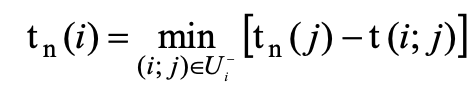 t_n(i) = min_{(i; j)∈U_i^-} [t_n(j) − t(i; j)]